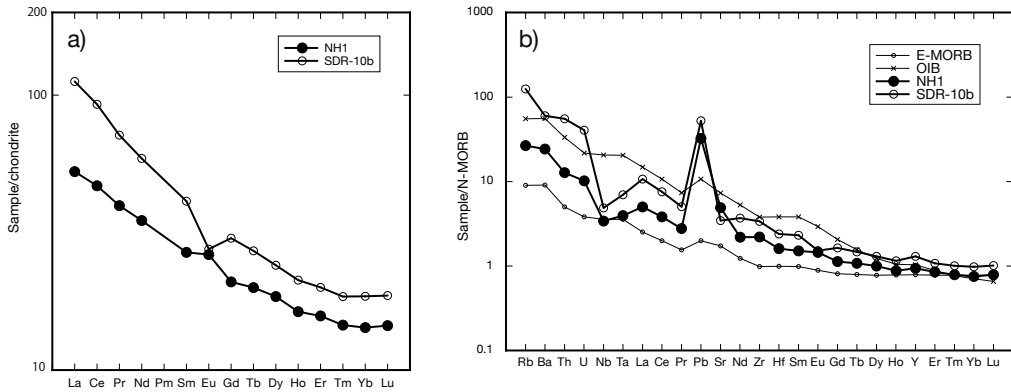 a)
200
100
10
Sample/chondrite
NH1
SDR-10b
La Ce Pr Nd Pm Sm Eu Gd Tb Dy Ho Er Tm Yb Lu
b)
1000
100
10
1
0.1
Sample/N-MORB
E-MORB
OIB
NH1
SDR-10b
Rb Ba Th U Nb Ta La Ce Pr Pb Sr Nd Zr Hf Sm Eu Gd Tb Dy Ho Y Er Tm Yb Lu